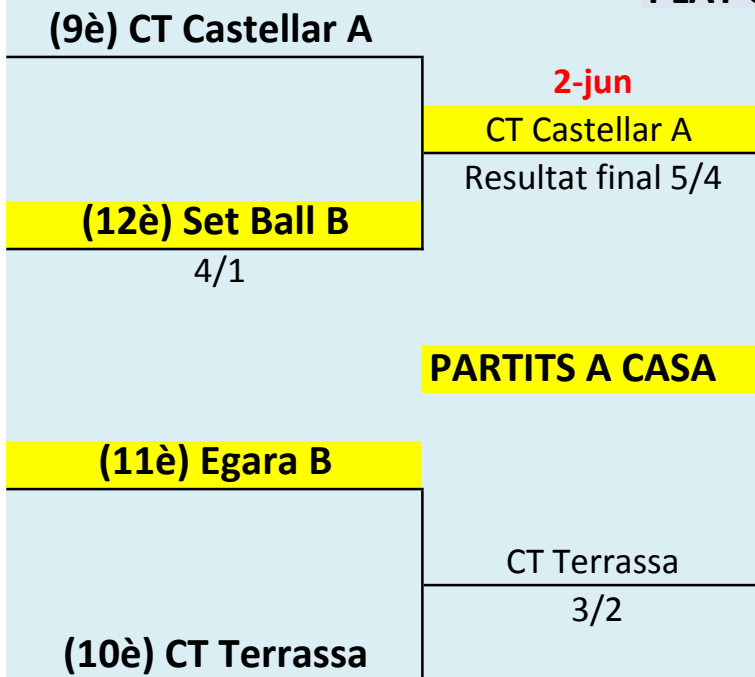 (9è) CT Castellar A
2-jun
CT Castellar A
Resultat final 5/4
(12è) Set Ball B
4/1
PARTITS A CASA
(11è) Egara B
CT Terrassa
3/2
(10è) CT Terrassa